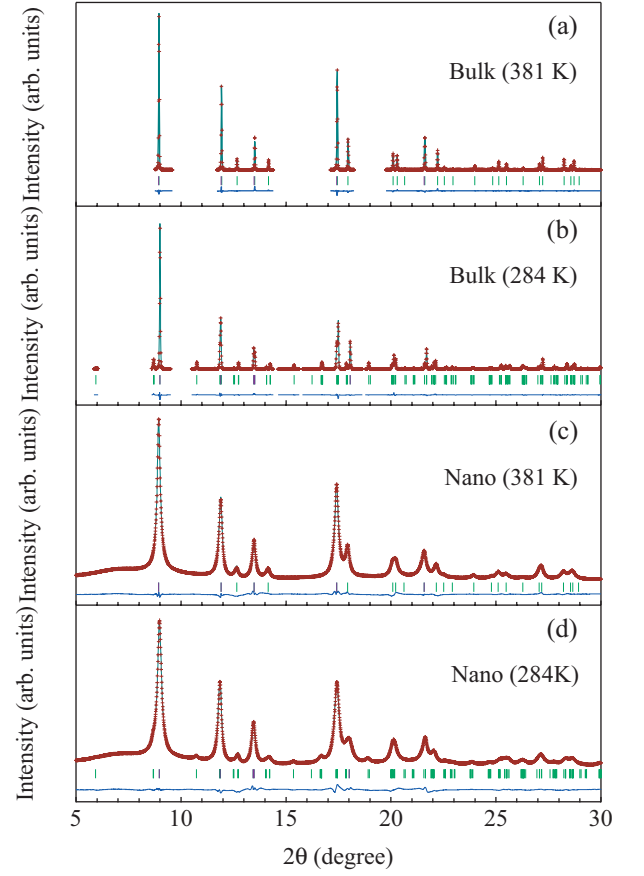 (a)
Bulk (381 K)
Intensity (arb. units)
(b)
Bulk (284 K)
Intensity (arb. units)
(c)
Nano (381 K)
Intensity (arb. units)
(d)
Nano (284K)
Intensity (arb. units)
5 10 15 20 25 30
2θ (degree)